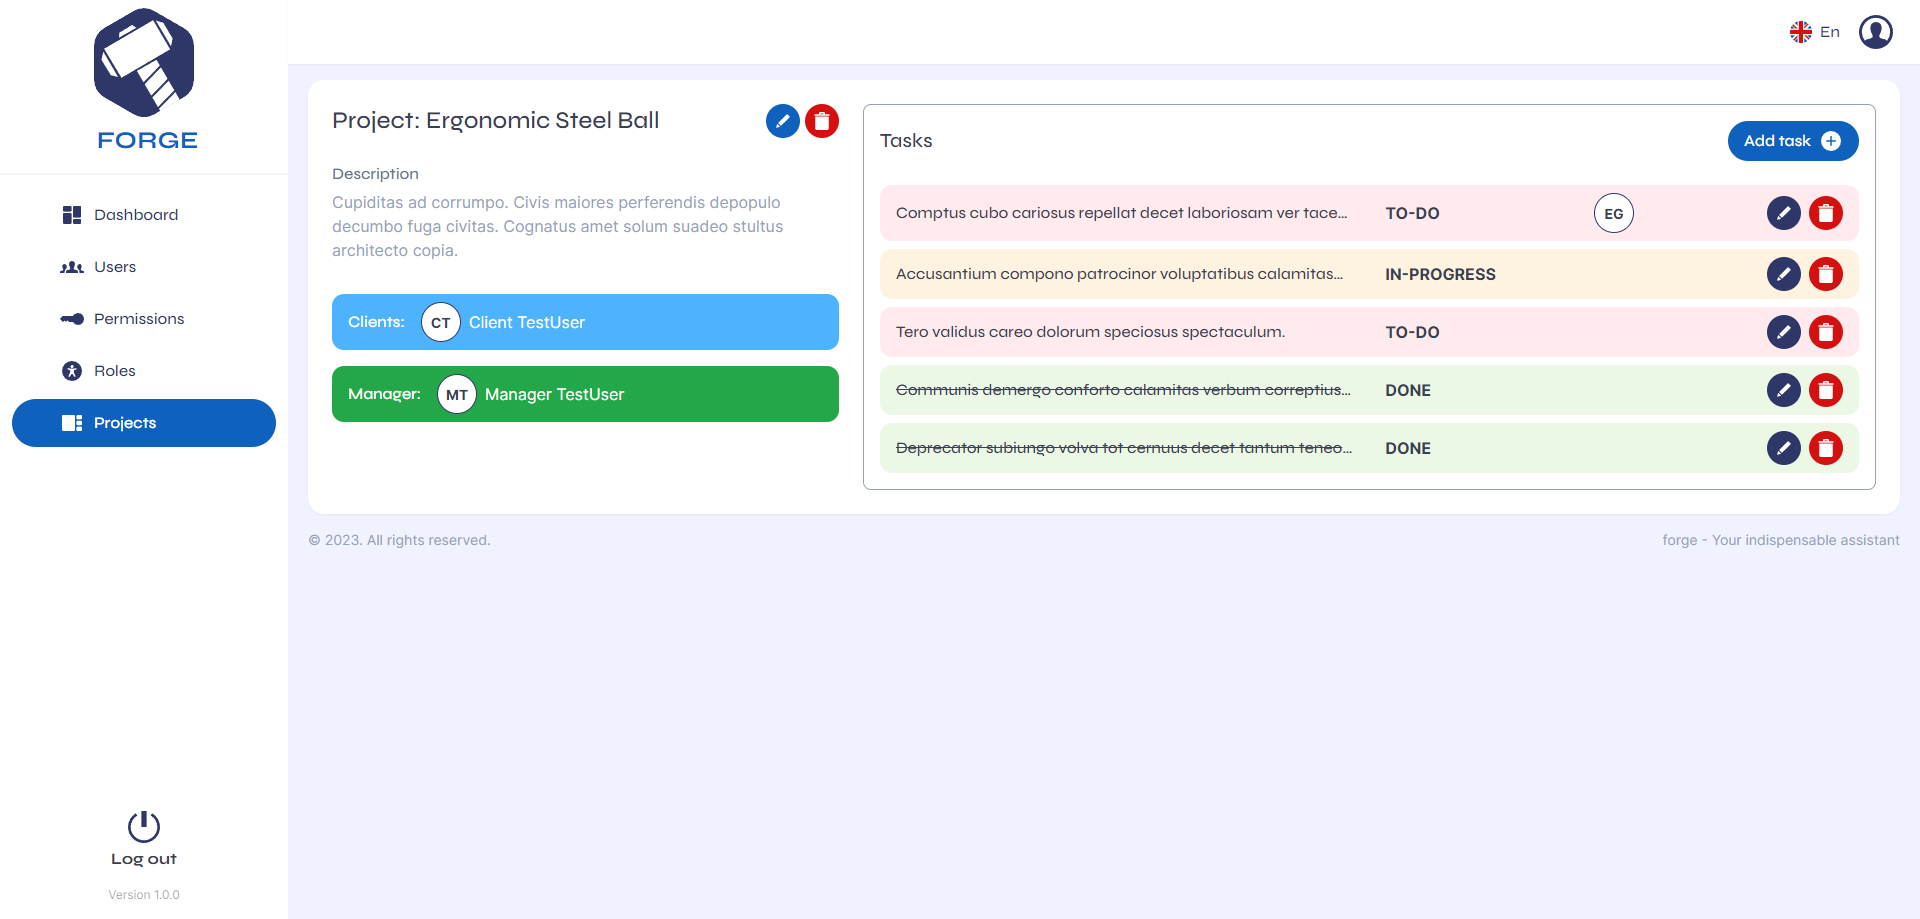 FORGE
Dashboard
Users
Permissions
Roles
Projects
Log out
Version 1.0.0
En
Project: Ergonomic Steel Ball
Description
Cupiditas ad corrumpo. Civis maiores perferendis depopulo
decumbo fuga civitas. Cognatus amet solum suadeo stultus
architecto copia.
Clients: CT Client TestUser
Manager: MT Manager TestUser
Tasks
Add task
Comptus cubo cariosus repellat decet laboriosam ver tace... TO-DO EG
Accusantium compono patrocinor voluptatibus calamitas... IN-PROGRESS
Tero validus careo dolorum speciosus spectaculum. TO-DO
Communis demergo conforto calamitas verbum correptius... DONE
Deprecator subiungo volva tot cernuus decet tantum teneo... DONE
© 2023. All rights reserved.
forge - Your indispensable assistant